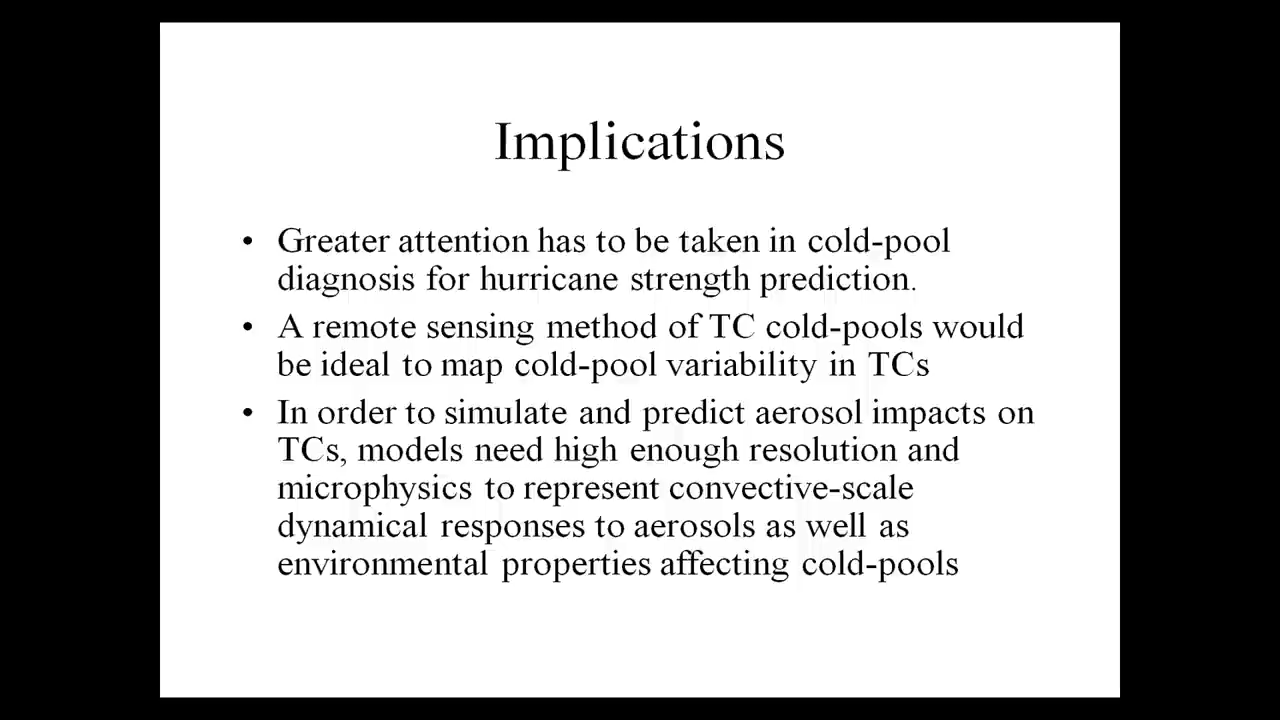 Implications
• Greater attention has to be taken in cold-pool
diagnosis for hurricane strength prediction.
• A remote sensing method of TC cold-pools would
be ideal to map cold-pool variability in TCs
• In order to simulate and predict aerosol impacts on
TCs, models need high enough resolution and
microphysics to represent convective-scale
dynamical responses to aerosols as well as
environmental properties affecting cold-pools